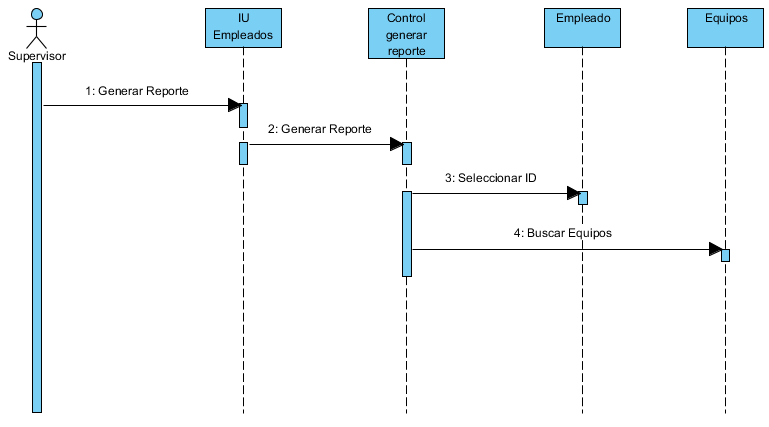 Supervisor
IU
Empleados
Control
generar
reporte
Empleado
Equipos
1: Generar Reporte
2: Generar Reporte
3: Seleccionar ID
4: Buscar Equipos